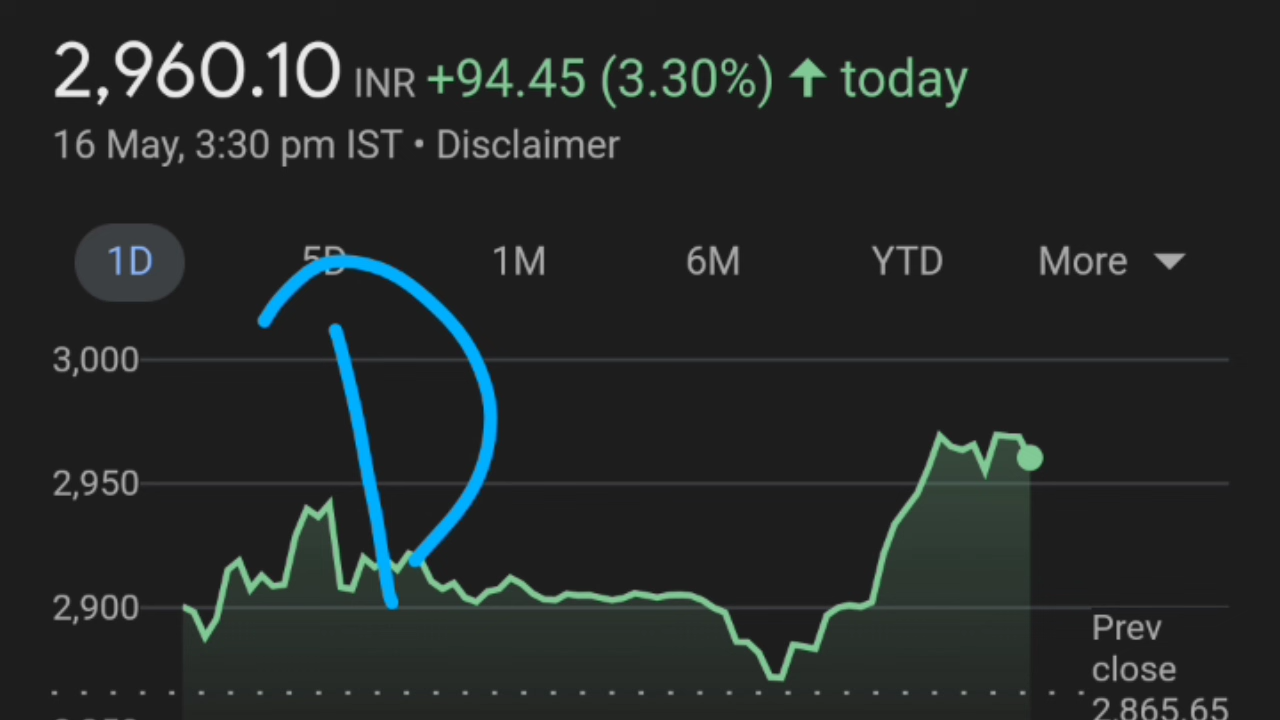 2,960.10 INR +94.45 (3.30%) ↑ today
16 May, 3:30 pm IST • Disclaimer
1D 5D 1M 6M YTD More
3,000
2,950
2,900
Prev
close
2,865.65
D